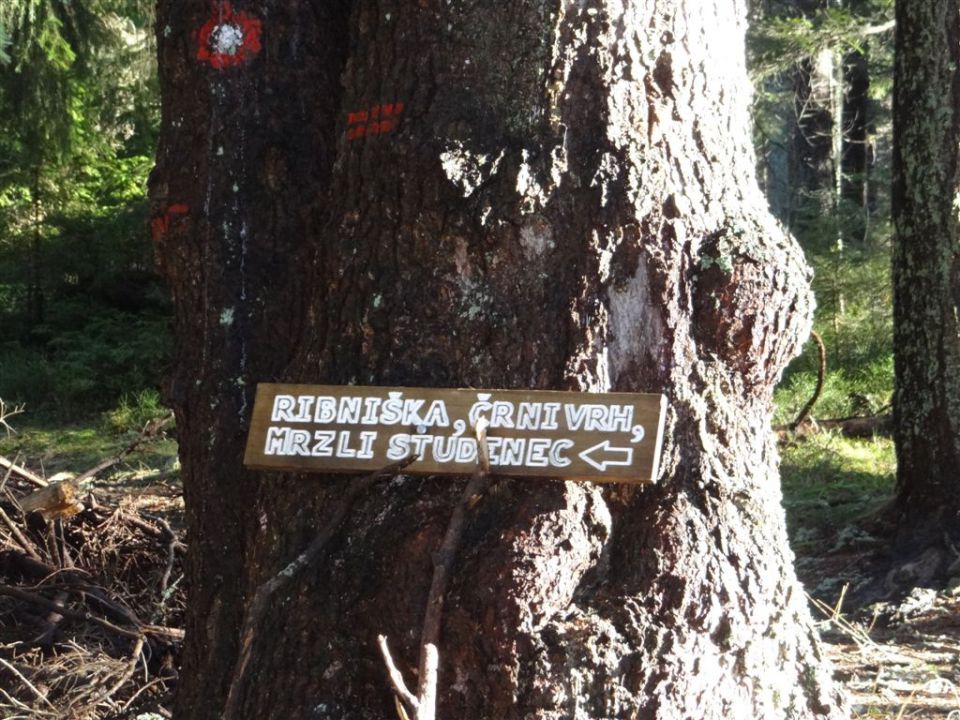 RIBNIŠKA, ČRNI VRH,
MRZLI STUDENEC ←